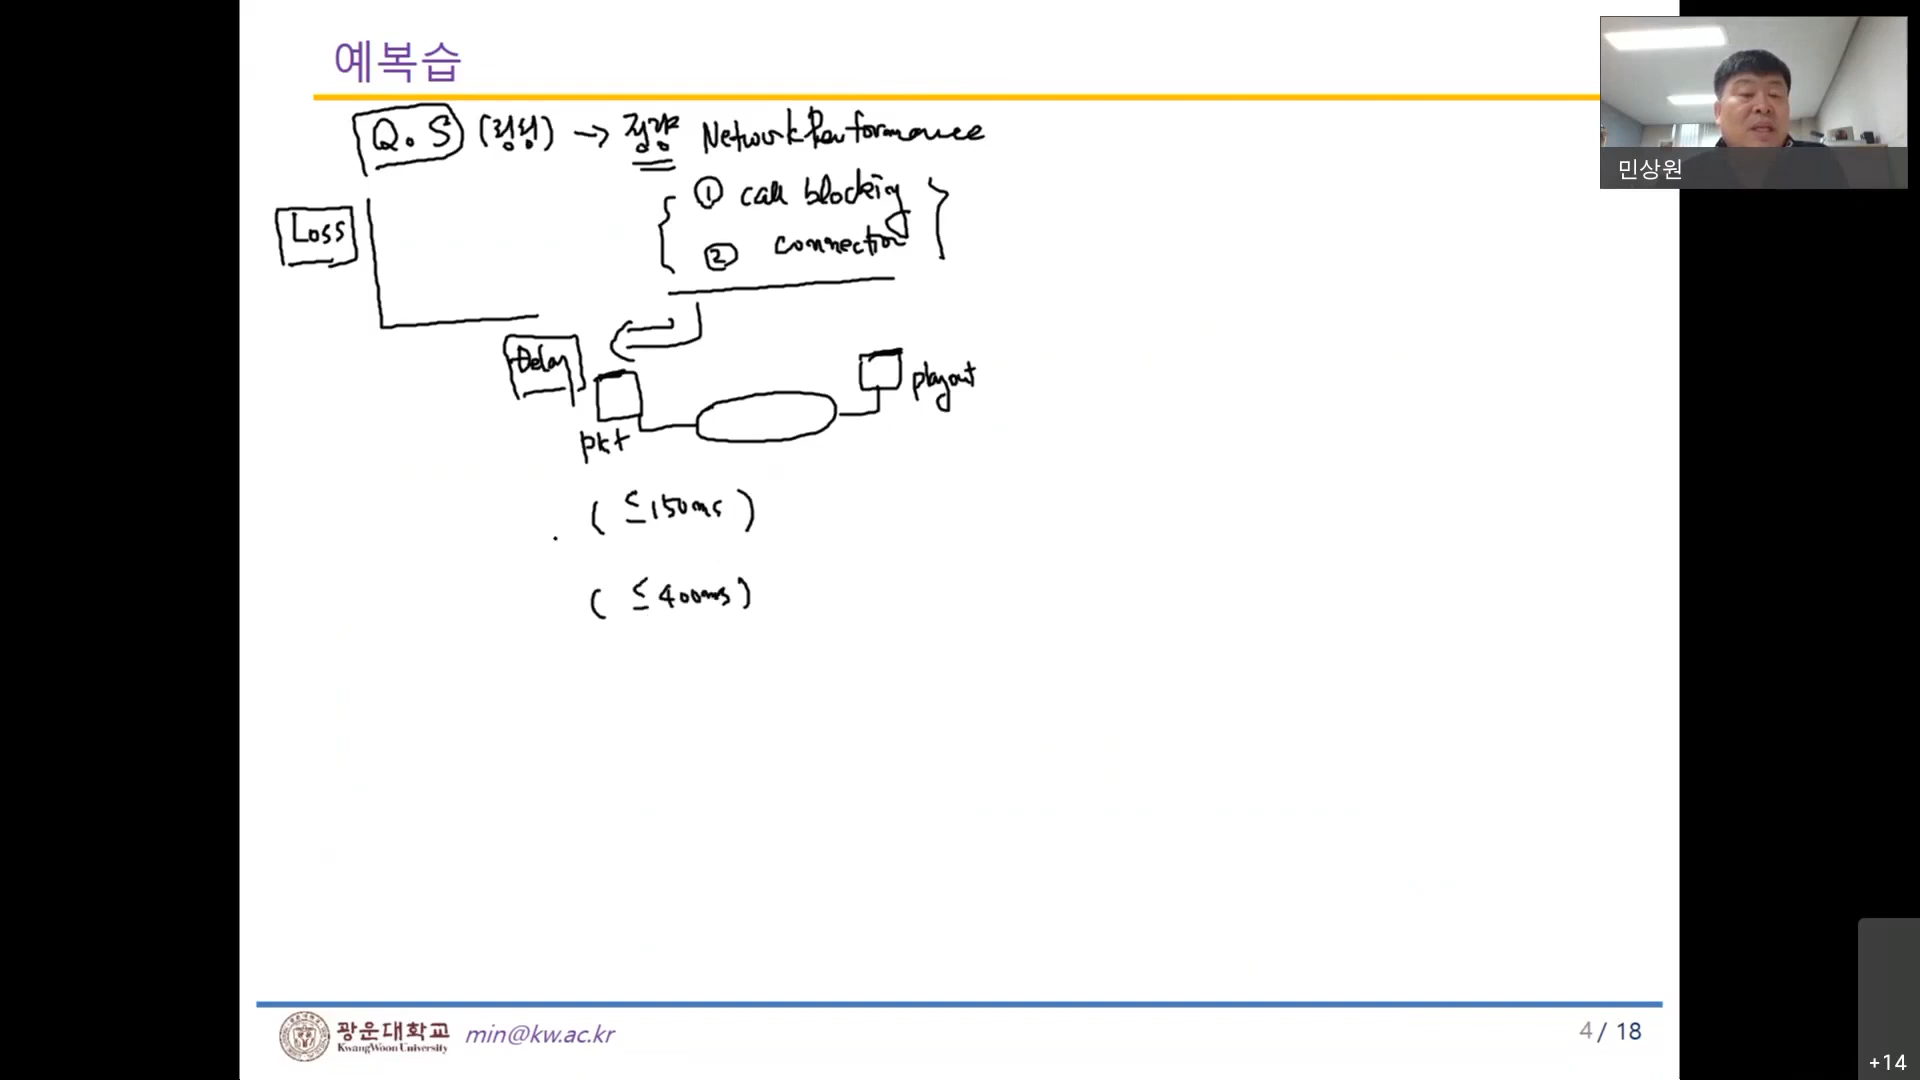 예복습
민상원
Q.S (정성) → 정량 Network Performance
① call blocking
② connection
Loss
Delay
pkt
playout
( ≤150ms )
( ≤400ms )
광운대학교
KwangWoon University
min@kw.ac.kr
4 / 18
+14